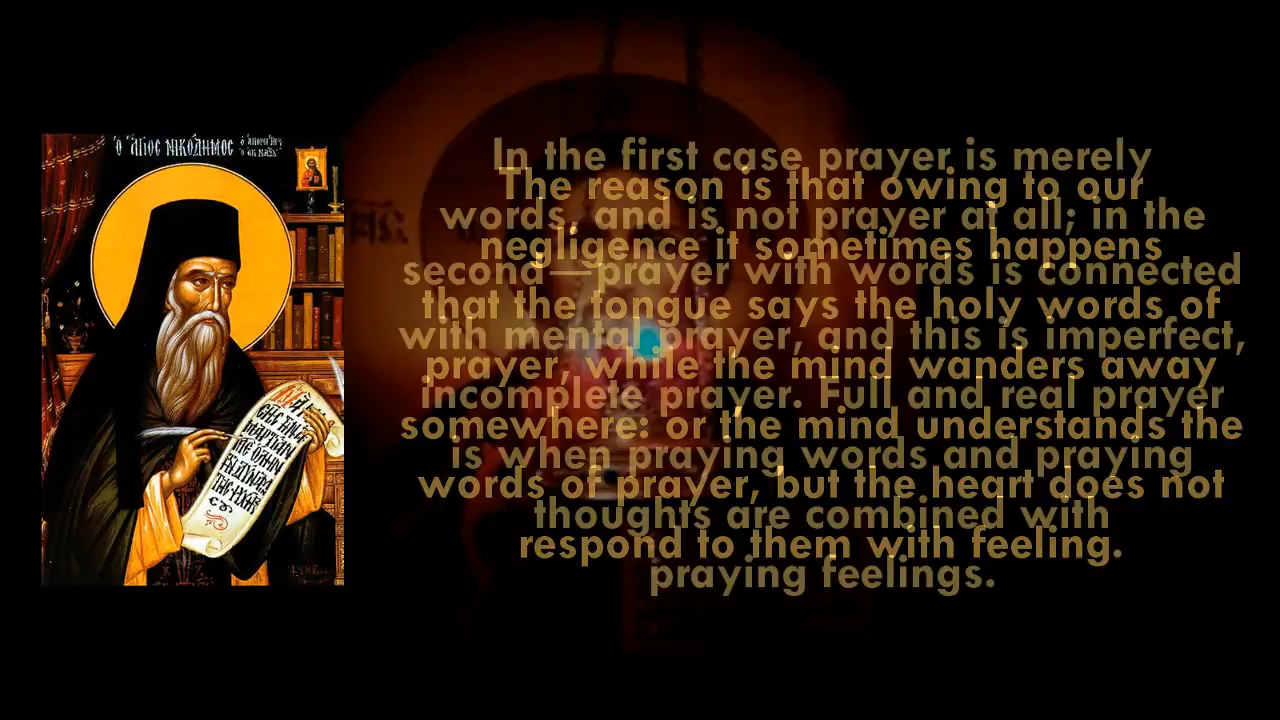 Ὁ ἍΓΙΟC ΝΙΚΌΔΗΜΟC
In the first case prayer is merely
The reason is that owing to our
words, and is not prayer at all; in the
negligence it sometimes happens
second—prayer with words is connected
that the tongue says the holy words of
with mental prayer, and this is imperfect,
prayer, while the mind wanders away
incomplete prayer. Full and real prayer
somewhere: or the mind understands the
is when praying words and praying
words of prayer, but the heart does not
thoughts are combined with
respond to them with feeling.
praying feelings.